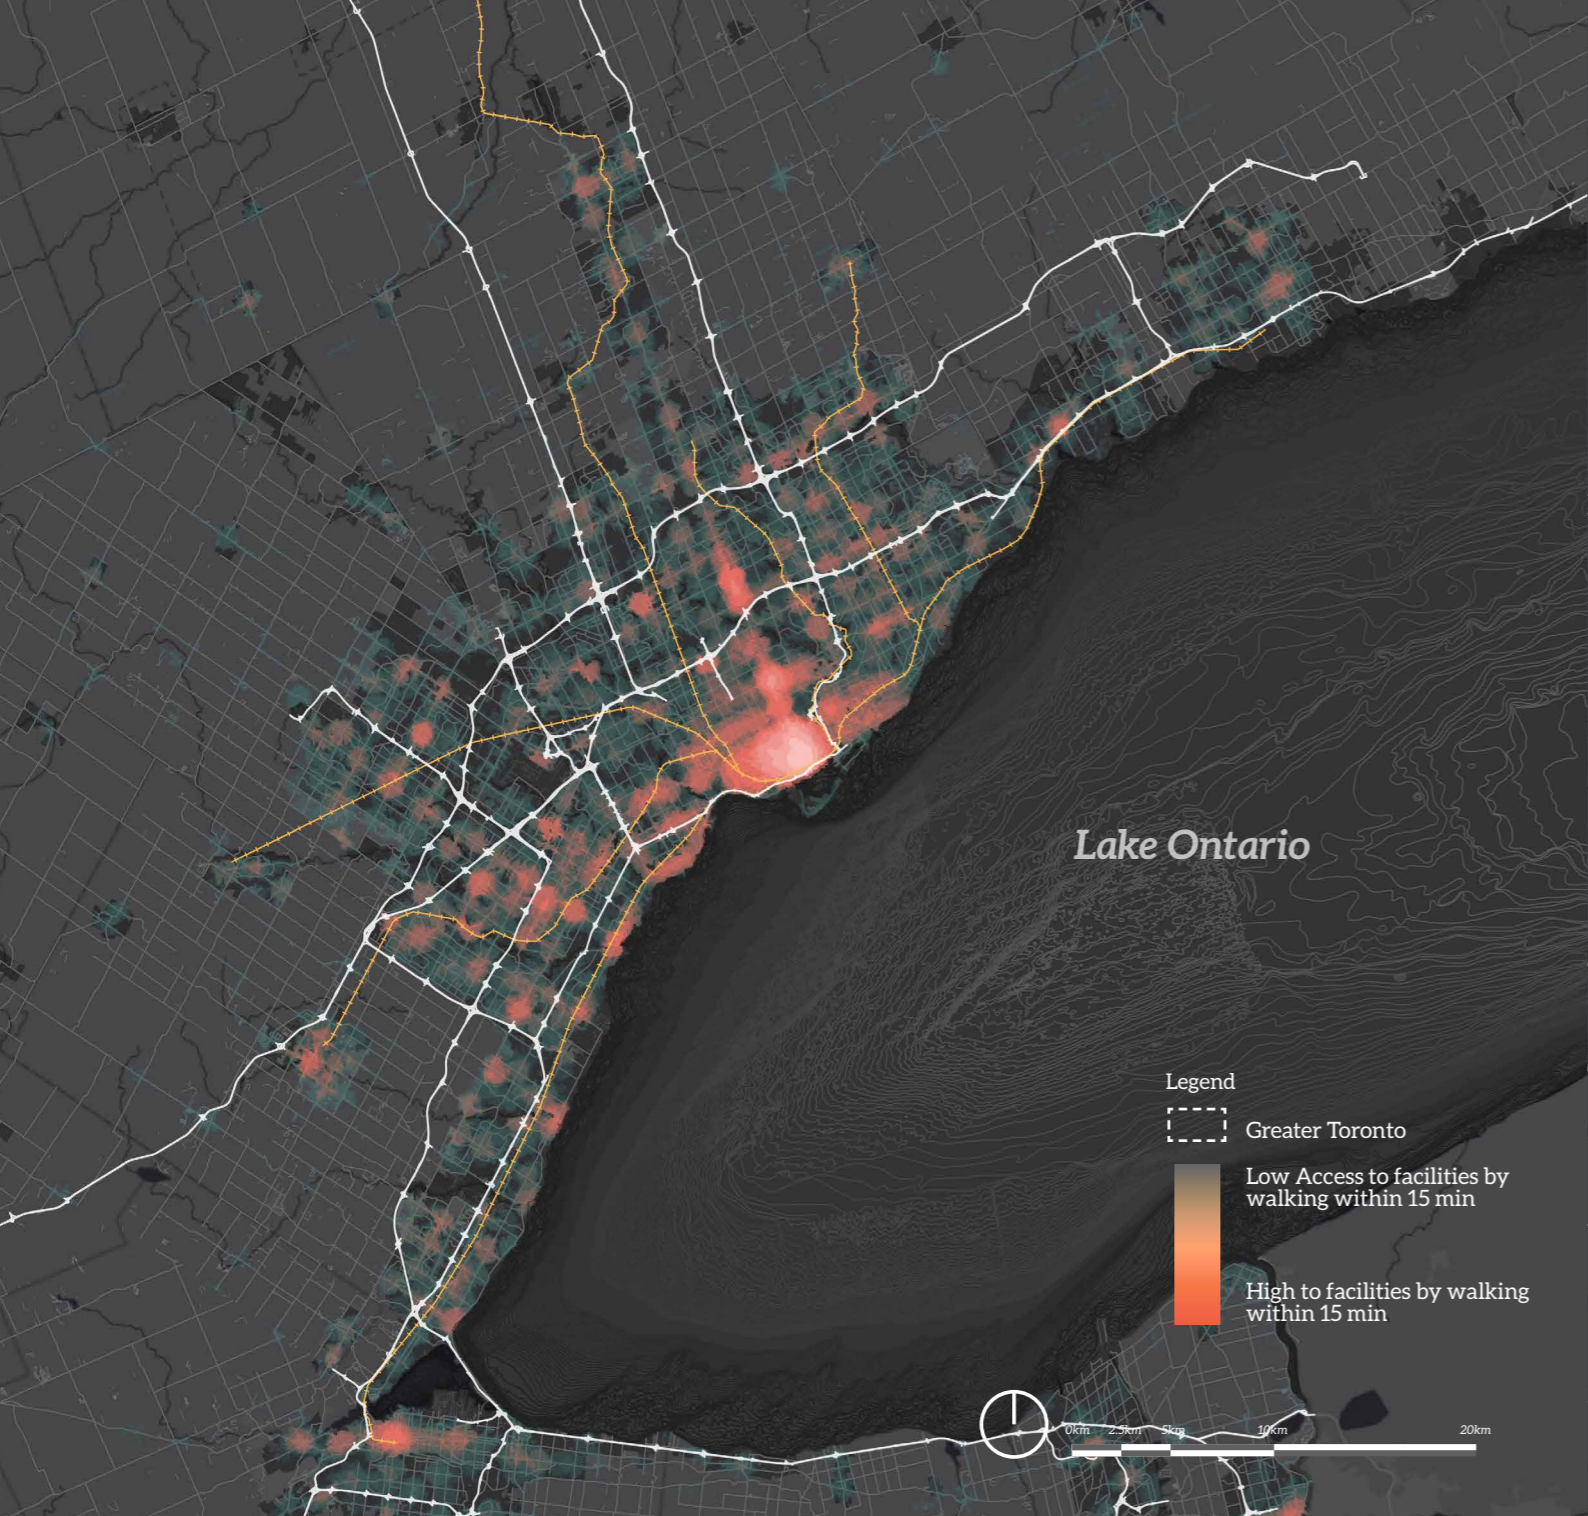 Lake Ontario
Legend
Greater Toronto
Low Access to facilities by
walking within 15 min
High to facilities by walking
within 15 min
0km 2.5km 5km 10km 20km